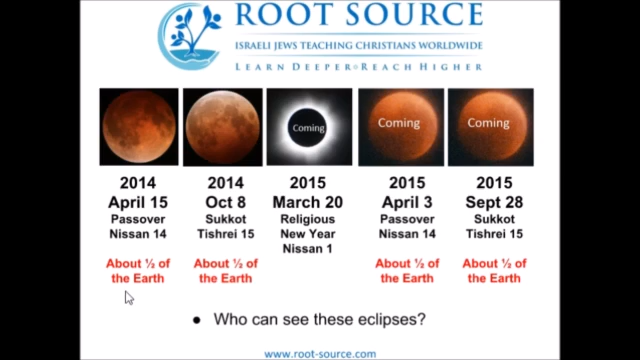 ROOT SOURCE
ISRAELI JEWS TEACHING CHRISTIANS WORLDWIDE
LEARN DEEPER REACH HIGHER
Coming
Coming
Coming
2014
April 15
Passover
Nissan 14
About ½ of
the Earth
2014
Oct 8
Sukkot
Tishrei 15
About ½ of
the Earth
2015
March 20
Religious
New Year
Nissan 1
2015
April 3
Passover
Nissan 14
About ½ of
the Earth
2015
Sept 28
Sukkot
Tishrei 15
About ½ of
the Earth
● Who can see these eclipses?
www.root-source.com